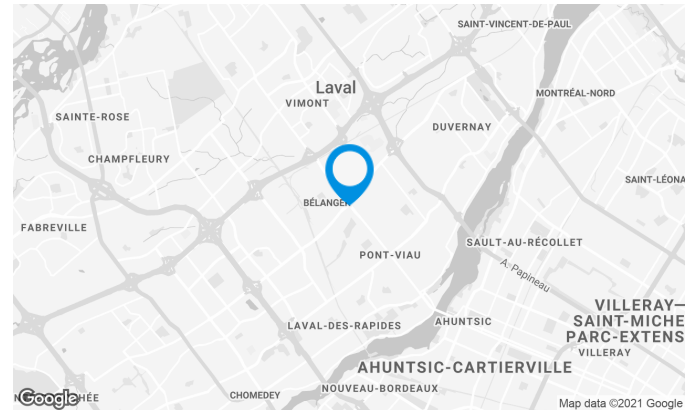 SAINT-VINCENT-DE-PAUL
Laval
VIMONT
MONTRÉAL-NORD
SAINTE-ROSE
DUVERNAY
CHAMPFLEURY
SAINT-LÉONA
BÉLANGER
FABREVILLE
SAULT-AU-RÉCOLLET
PONT-VIAU
A. Papineau
VILLERAY—
SAINT-MICHE
PARC-EXTENS
LAVAL-DES-RAPIDES
AHUNTSIC
VILLERAY
AHUNTSIC-CARTIERVILLE
NOUVEAU-BORDEAUX
CHOMEDEY
HÉE
Google
Map data ©2021 Google